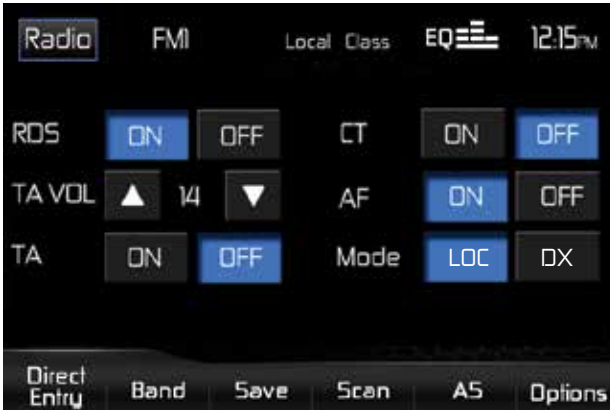 Radio FM1 Local Class EQ 12:15PM
RDS ON OFF CT ON OFF
TA VOL 14 AF ON OFF
TA ON OFF Mode LOC DX
Direct Entry Band Save Scan AS Options